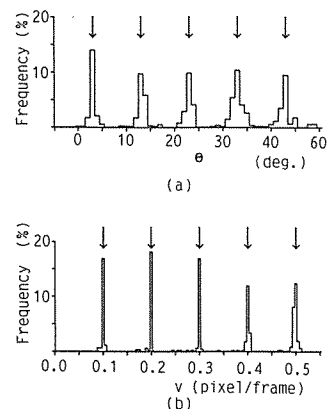 Frequency (%)
20
10
0 10 20 30 40 60
θ (deg.)
(a)
Frequency (%)
20
10
0.0 0.1 0.2 0.3 0.4 0.5
v (pixel/frame)
(b)